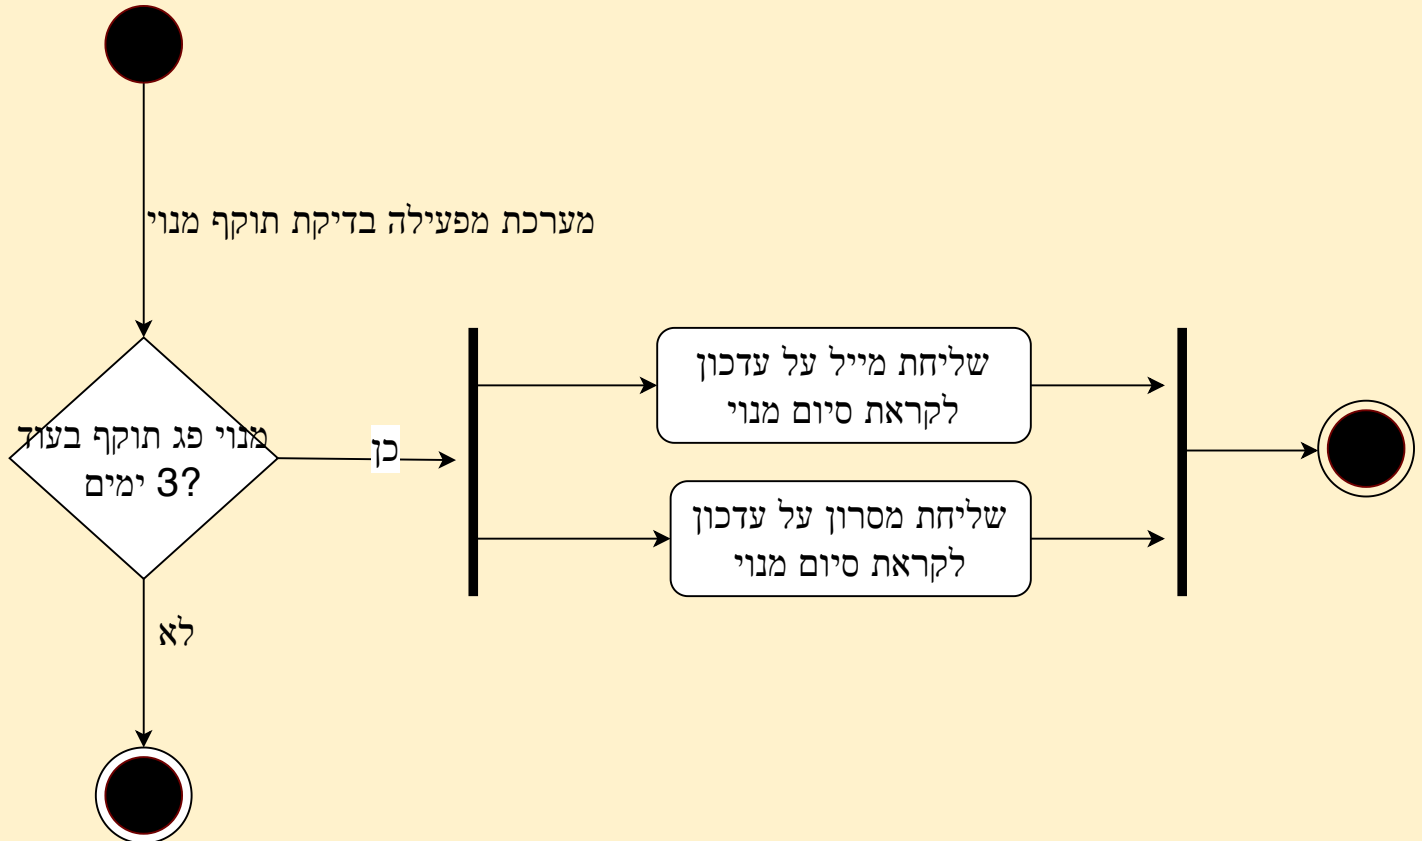 מערכת מפעילה בדיקת תוקף מנוי
מנוי פג תוקף בעוד
3 ימים?
כן
שליחת מייל על עדכון
לקראת סיום מנוי
שליחת מסרון על עדכון
לקראת סיום מנוי
לא